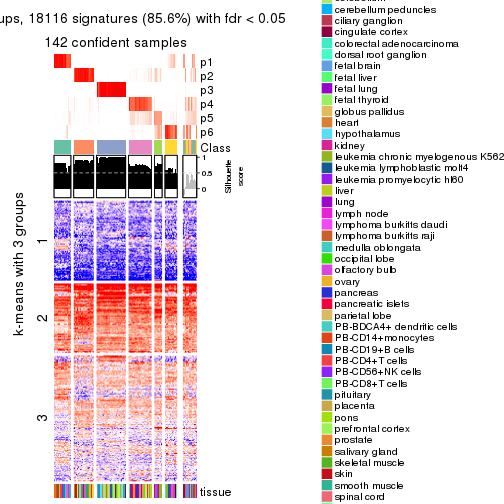 ups, 18116 signatures (85.6%) with fdr < 0.05
142 confident samples
p1
p2
p3
p4
p5
p6
Class
1
0.5
0
Silhouette
score
k-means with 3 groups
1
2
3
tissue
cerebellum peduncles
ciliary ganglion
cingulate cortex
colorectal adenocarcinoma
dorsal root ganglion
fetal brain
fetal liver
fetal lung
fetal thyroid
globus pallidus
heart
hypothalamus
kidney
leukemia chronic myelogenous K562
leukemia lymphoblastic molt4
leukemia promyelocytic hl60
liver
lung
lymph node
lymphoma burkitts daudi
lymphoma burkitts raji
medulla oblongata
occipital lobe
olfactory bulb
ovary
pancreas
pancreatic islets
parietal lobe
PB-BDCA4+ dendritic cells
PB-CD14+monocytes
PB-CD19+B cells
PB-CD4+T cells
PB-CD56+NK cells
PB-CD8+T cells
pituitary
placenta
pons
prefrontal cortex
prostate
salivary gland
skeletal muscle
skin
smooth muscle
spinal cord